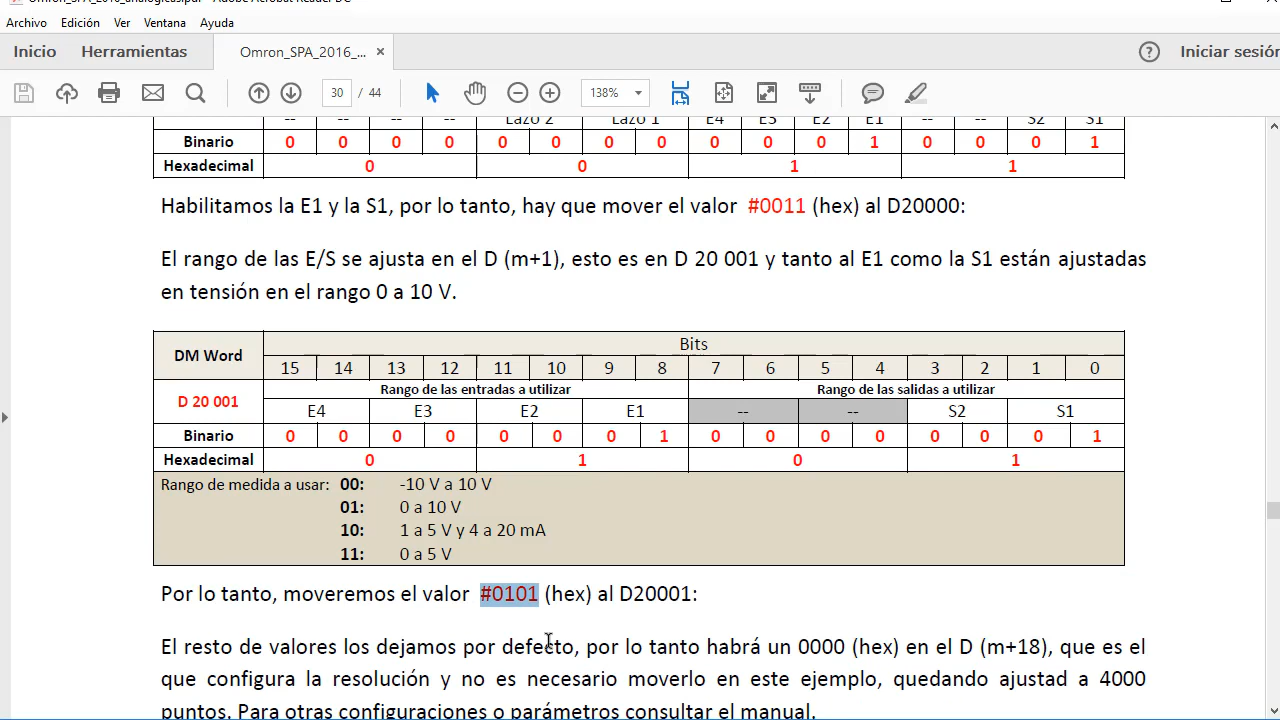 Omron_SPA_2016_analogicas.pdf - Adobe Acrobat Reader DC
Archivo Edición Ver Ventana Ayuda
Inicio Herramientas Omron_SPA_2016_... × ? Iniciar sesión
30 / 44 138%
-- -- -- -- Lazo 2 Lazo 1 E4 E3 E2 E1 -- -- S2 S1
Binario 0 0 0 0 0 0 0 0 0 0 0 1 0 0 0 1
Hexadecimal 0 0 1 1
Habilitamos la E1 y la S1, por lo tanto, hay que mover el valor #0011 (hex) al D20000:
El rango de las E/S se ajusta en el D (m+1), esto es en D 20 001 y tanto al E1 como la S1 están ajustadas
en tensión en el rango 0 a 10 V.
DM Word Bits
15 14 13 12 11 10 9 8 7 6 5 4 3 2 1 0
D 20 001 Rango de las entradas a utilizar Rango de las salidas a utilizar
E4 E3 E2 E1 -- -- S2 S1
Binario 0 0 0 0 0 0 0 1 0 0 0 0 0 0 0 1
Hexadecimal 0 1 0 1
Rango de medida a usar: 00: -10 V a 10 V
01: 0 a 10 V
10: 1 a 5 V y 4 a 20 mA
11: 0 a 5 V
Por lo tanto, moveremos el valor #0101 (hex) al D20001:
El resto de valores los dejamos por defecto, por lo tanto habrá un 0000 (hex) en el D (m+18), que es el
que configura la resolución y no es necesario moverlo en este ejemplo, quedando ajustad a 4000
puntos. Para otras configuraciones o parámetros consultar el manual.